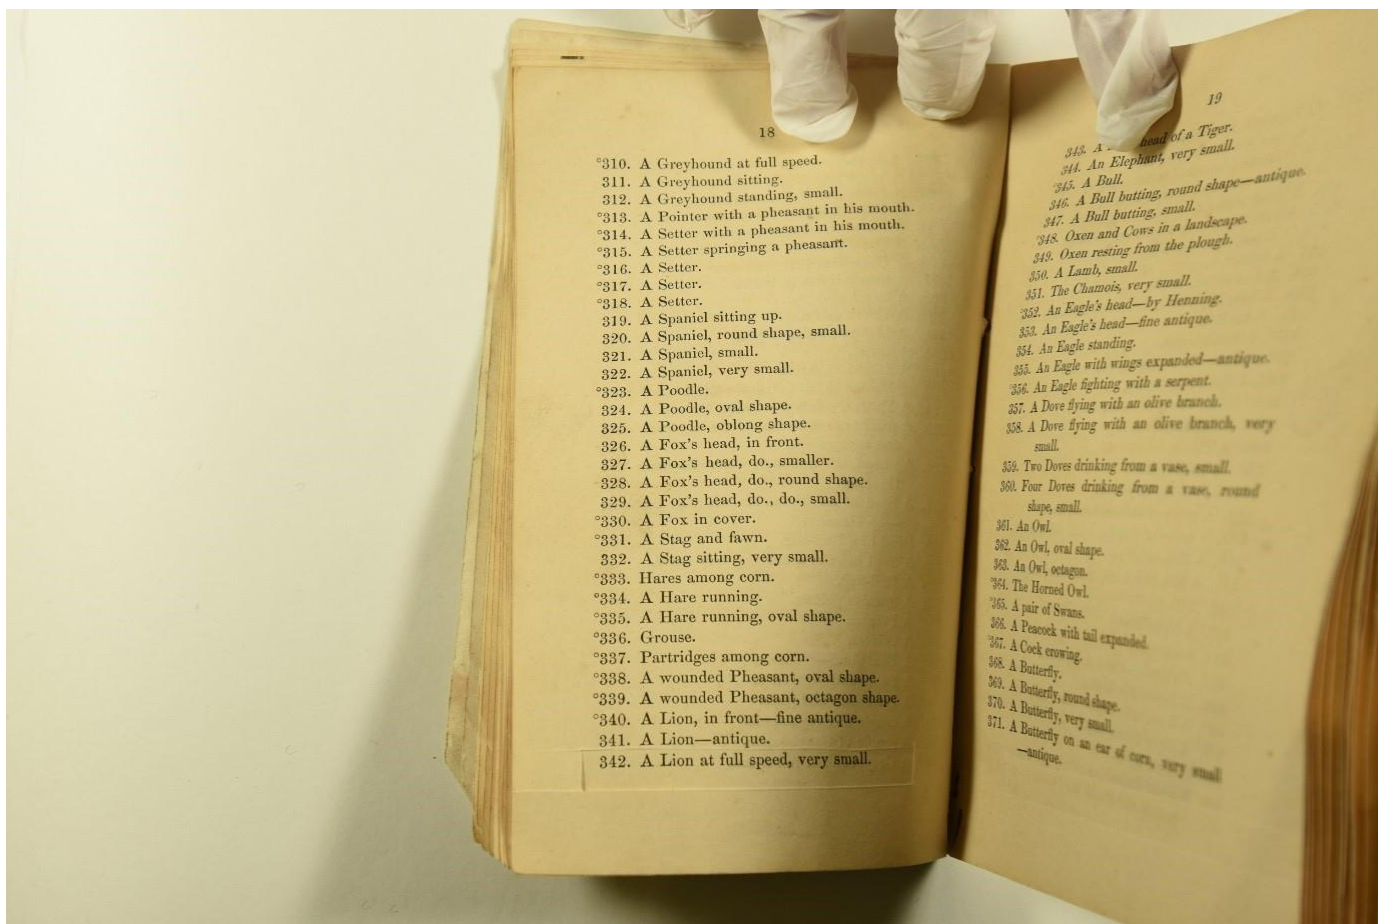 18
°310. A Greyhound at full speed.
311. A Greyhound sitting.
312. A Greyhound standing, small.
°313. A Pointer with a pheasant in his mouth.
°314. A Setter with a pheasant in his mouth.
°315. A Setter springing a pheasant.
°316. A Setter.
°317. A Setter.
°318. A Setter.
319. A Spaniel sitting up.
320. A Spaniel, round shape, small.
321. A Spaniel, small.
322. A Spaniel, very small.
°323. A Poodle.
324. A Poodle, oval shape.
325. A Poodle, oblong shape.
326. A Fox's head, in front.
327. A Fox's head, do., smaller.
328. A Fox's head, do., round shape.
329. A Fox's head, do., do., small.
°330. A Fox in cover.
°331. A Stag and fawn.
332. A Stag sitting, very small.
°333. Hares among corn.
°334. A Hare running.
°335. A Hare running, oval shape.
°336. Grouse.
°337. Partridges among corn.
°338. A wounded Pheasant, oval shape.
°339. A wounded Pheasant, octagon shape.
°340. A Lion, in front—fine antique.
341. A Lion—antique.
342. A Lion at full speed, very small.
19
343. A head of a Tiger.
344. An Elephant, very small.
°345. A Bull.
346. A Bull butting, round shape—antique.
347. A Bull butting, small.
°348. Oxen and Cows in a landscape.
349. Oxen resting from the plough.
350. A Lamb, small.
351. The Chamois, very small.
°352. An Eagle's head—by Henning.
353. An Eagle's head—fine antique.
354. An Eagle standing.
355. An Eagle with wings expanded—antique.
°356. An Eagle fighting with a serpent.
357. A Dove flying with an olive branch.
358. A Dove flying with an olive branch, very
small.
359. Two Doves drinking from a vase, small.
360. Four Doves drinking from a vase, round
shape, small.
361. An Owl.
362. An Owl, oval shape.
363. An Owl, octagon.
°364. The Horned Owl.
°365. A pair of Swans.
366. A Peacock with tail expanded.
°367. A Cock crowing.
368. A Butterfly.
369. A Butterfly, round shape.
370. A Butterfly, very small.
371. A Butterfly on an ear of corn, very small
—antique.